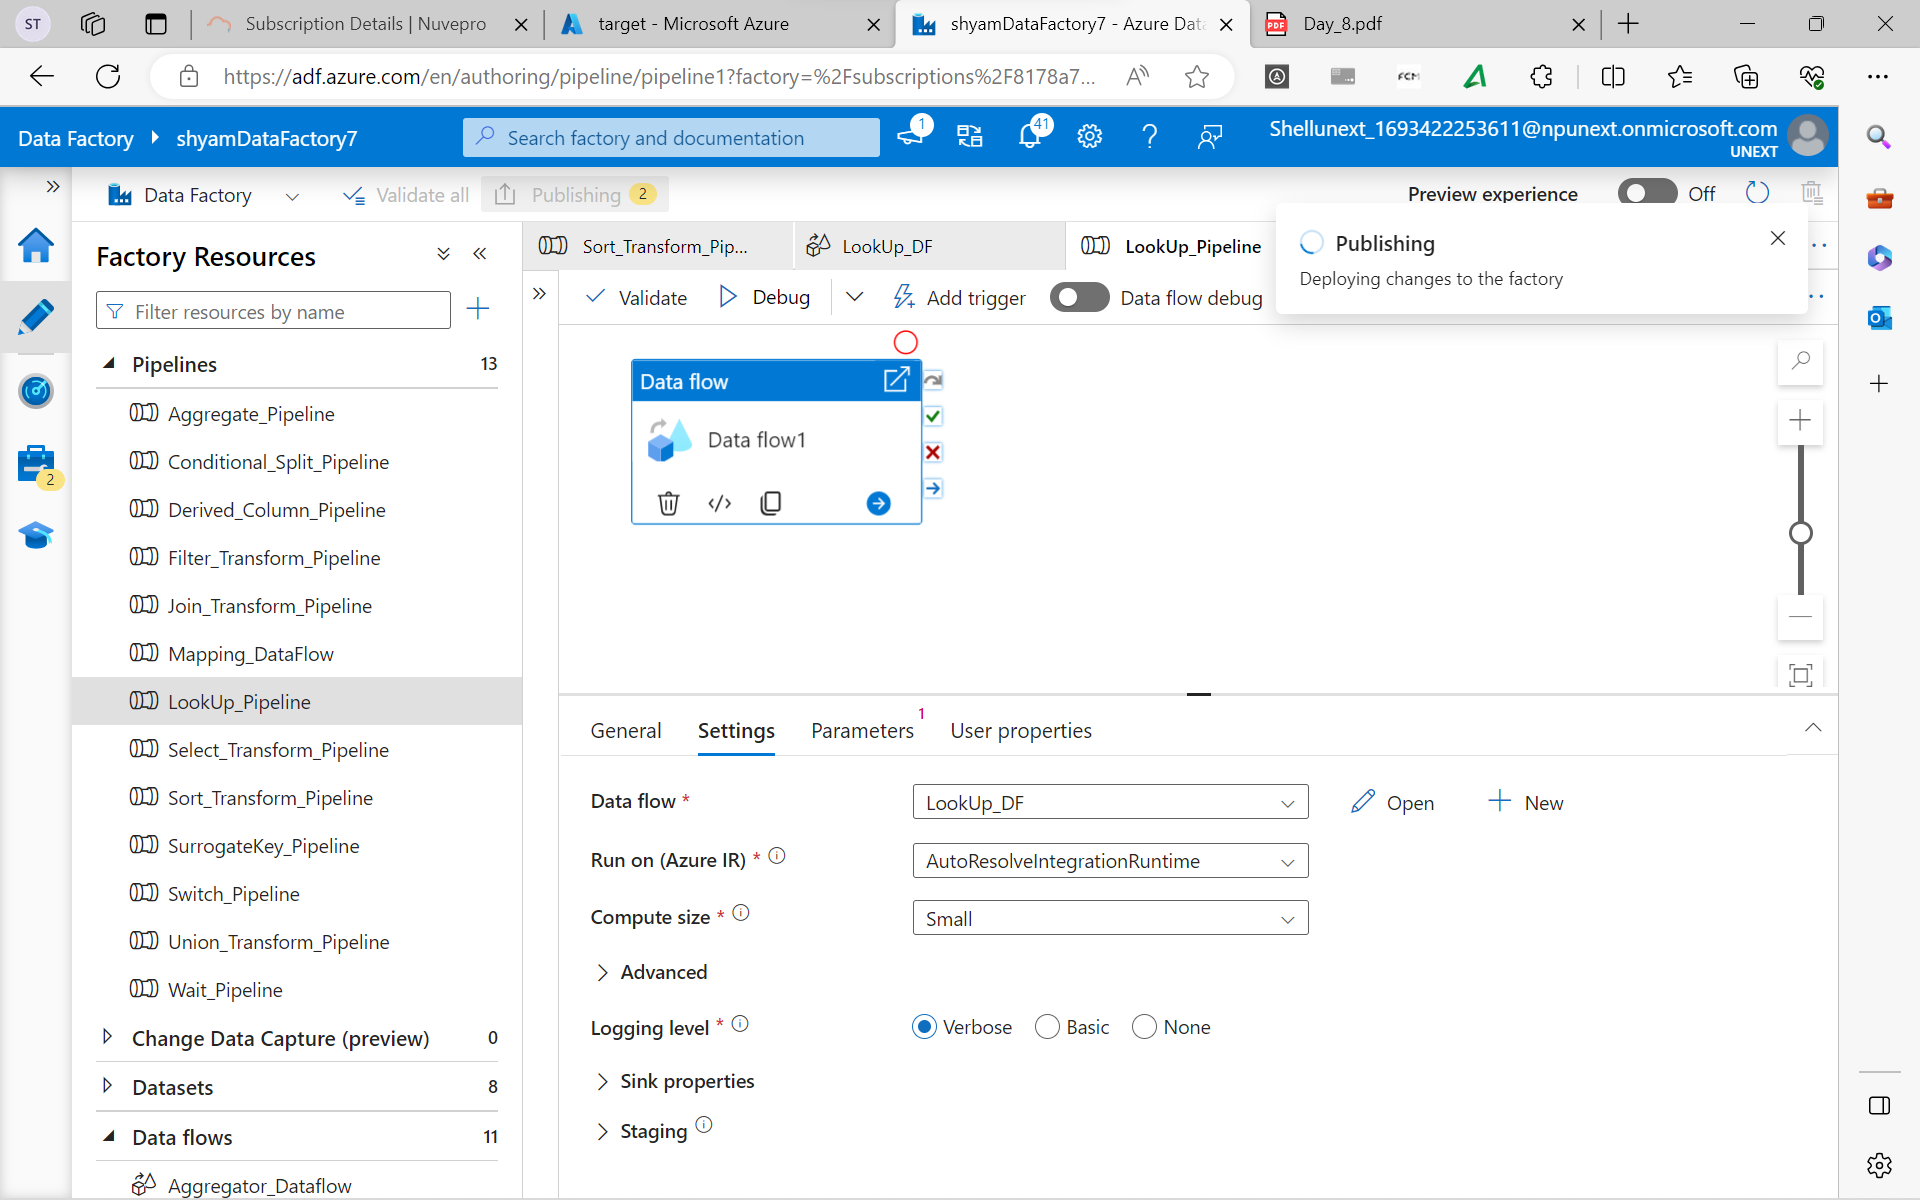 ST
Subscription Details | Nuvepro
target - Microsoft Azure
shyamDataFactory7 - Azure Data
Day_8.pdf
https://adf.azure.com/en/authoring/pipeline/pipeline1?factory=%2Fsubscriptions%2F8178a7...
Data Factory
shyamDataFactory7
Search factory and documentation
1
41
Shellunext_1693422253611@npunext.onmicrosoft.com
UNEXT
Data Factory
Validate all
Publishing
2
Preview experience
Off
Factory Resources
Filter resources by name
Pipelines
13
Aggregate_Pipeline
Conditional_Split_Pipeline
Derived_Column_Pipeline
Filter_Transform_Pipeline
Join_Transform_Pipeline
Mapping_DataFlow
LookUp_Pipeline
Select_Transform_Pipeline
Sort_Transform_Pipeline
SurrogateKey_Pipeline
Switch_Pipeline
Union_Transform_Pipeline
Wait_Pipeline
Change Data Capture (preview)
0
Datasets
8
Data flows
11
Aggregator_Dataflow
2
Sort_Transform_Pip...
LookUp_DF
LookUp_Pipeline
Publishing
Deploying changes to the factory
Validate
Debug
Add trigger
Data flow debug
Data flow
Data flow1
General
Settings
Parameters
1
User properties
Data flow *
LookUp_DF
Open
New
Run on (Azure IR) *
AutoResolveIntegrationRuntime
Compute size *
Small
Advanced
Logging level *
Verbose
Basic
None
Sink properties
Staging